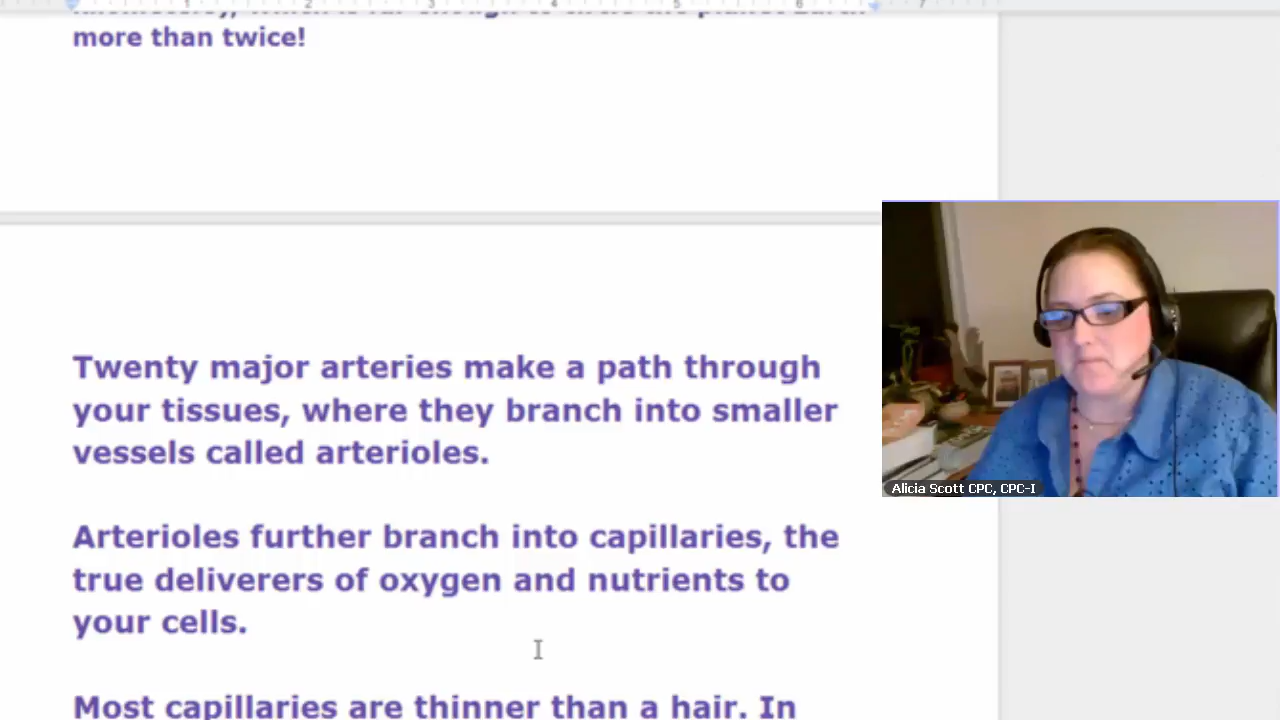 more than twice!
Twenty major arteries make a path through
your tissues, where they branch into smaller
vessels called arterioles.
Alicia Scott CPC, CPC-I
Arterioles further branch into capillaries, the
true deliverers of oxygen and nutrients to
your cells.
Most capillaries are thinner than a hair. In